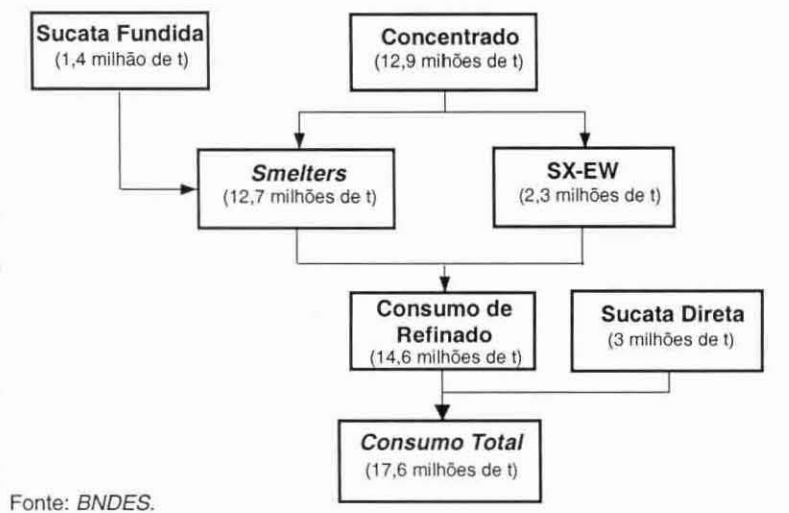 Sucata Fundida
(1,4 milhão de t)
Concentrado
(12,9 mihões de t)
Smelters
(12,7 milhões de t)
SX-EW
(2,3 milhões de t)
Consumo de
Refinado
(14,6 milhões de t)
Sucata Direta
(3 milhões de t)
Consumo Total
(17,6 milhões de t)
Fonte: BNDES.